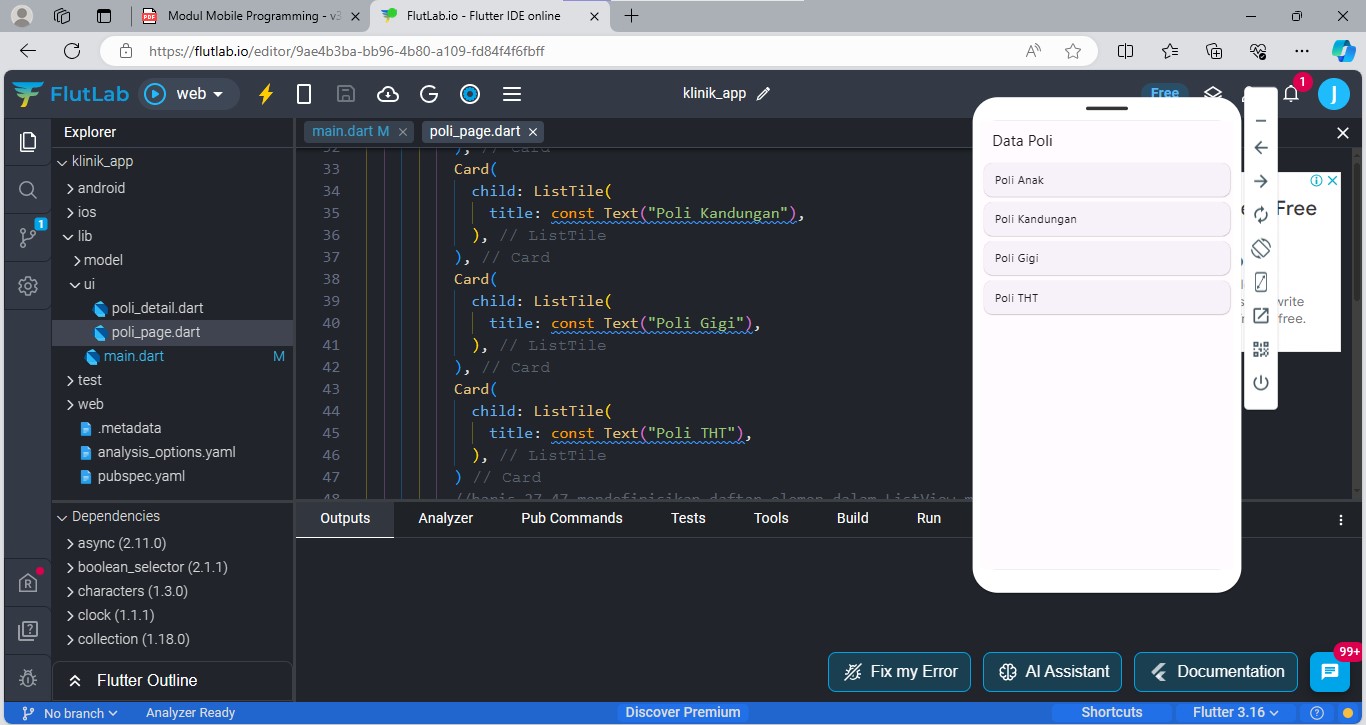 Modul Mobile Programming - v3
FlutLab.io - Flutter IDE online
https://flutlab.io/editor/9ae4b3ba-bb96-4b80-a109-fd84f4f6fbff
FlutLab
web
klinik_app
Free
1
J
Explorer
klinik_app
android
ios
lib
model
ui
poli_detail.dart
poli_page.dart
main.dart M
test
web
.metadata
analysis_options.yaml
pubspec.yaml
1
Dependencies
async (2.11.0)
boolean_selector (2.1.1)
characters (1.3.0)
clock (1.1.1)
collection (1.18.0)
Flutter Outline
main.dart M
poli_page.dart
32 ), // Card
33 Card(
34 child: ListTile(
35 title: const Text("Poli Kandungan"),
36 ), // ListTile
37 ), // Card
38 Card(
39 child: ListTile(
40 title: const Text("Poli Gigi"),
41 ), // ListTile
42 ), // Card
43 Card(
44 child: ListTile(
45 title: const Text("Poli THT"),
46 ), // ListTile
47 ) // Card
48 //baris 27-47 mendefinisikan daftar elemen dalam ListView
Data Poli
Poli Anak
Poli Kandungan
Poli Gigi
Poli THT
Free
write
free.
Outputs Analyzer Pub Commands Tests Tools Build Run
Fix my Error
AI Assistant
Documentation
99+
No branch
Analyzer Ready
Discover Premium
Shortcuts
Flutter 3.16